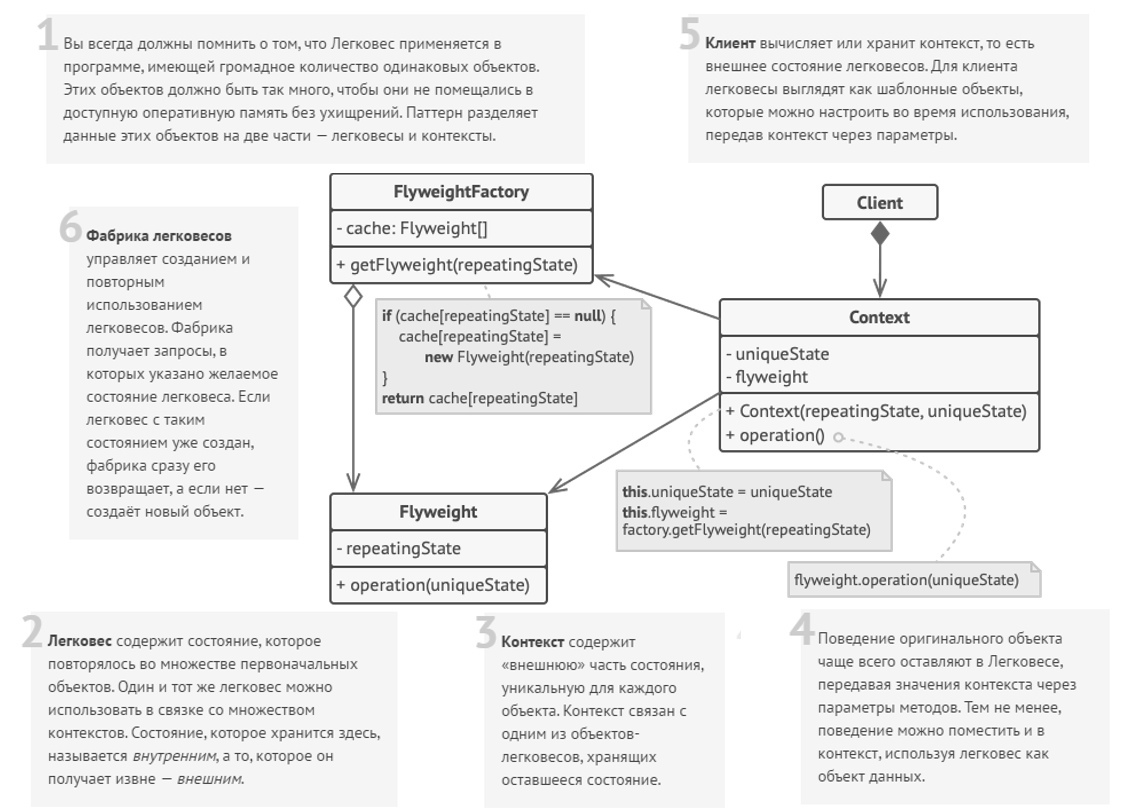 1
Вы всегда должны помнить о том, что Легковес применяется в
программе, имеющей громадное количество одинаковых объектов.
Этих объектов должно быть так много, чтобы они не помещались в
доступную оперативную память без ухищрений. Паттерн разделяет
данные этих объектов на две части — легковесы и контексты.
5
Клиент вычисляет или хранит контекст, то есть
внешнее состояние легковесов. Для клиента
легковесы выглядят как шаблонные объекты,
которые можно настроить во время использования,
передав контекст через параметры.
6
Фабрика легковесов
управляет созданием и
повторным
использованием
легковесов. Фабрика
получает запросы, в
которых указано желаемое
состояние легковеса. Если
легковес с таким
состоянием уже создан,
фабрика сразу его
возвращает, а если нет —
создаёт новый объект.
FlyweightFactory
- cache: Flyweight[]
+ getFlyweight(repeatingState)
if (cache[repeatingState] == null) {
cache[repeatingState] =
new Flyweight(repeatingState)
}
return cache[repeatingState]
Client
Context
- uniqueState
- flyweight
+ Context(repeatingState, uniqueState)
+ operation()
this.uniqueState = uniqueState
this.flyweight =
factory.getFlyweight(repeatingState)
flyweight.operation(uniqueState)
Flyweight
- repeatingState
+ operation(uniqueState)
2
Легковес содержит состояние, которое
повторялось во множестве первоначальных
объектов. Один и тот же легковес можно
использовать в связке со множеством
контекстов. Состояние, которое хранится здесь,
называется внутренним, а то, которое он
получает извне — внешним.
3
Контекст содержит
«внешнюю» часть состояния,
уникальную для каждого
объекта. Контекст связан с
одним из объектов-
легковесов, хранящих
оставшееся состояние.
4
Поведение оригинального объекта
чаще всего оставляют в Легковесе,
передавая значения контекста через
параметры методов. Тем не менее,
поведение можно поместить и в
контекст, используя легковес как
объект данных.